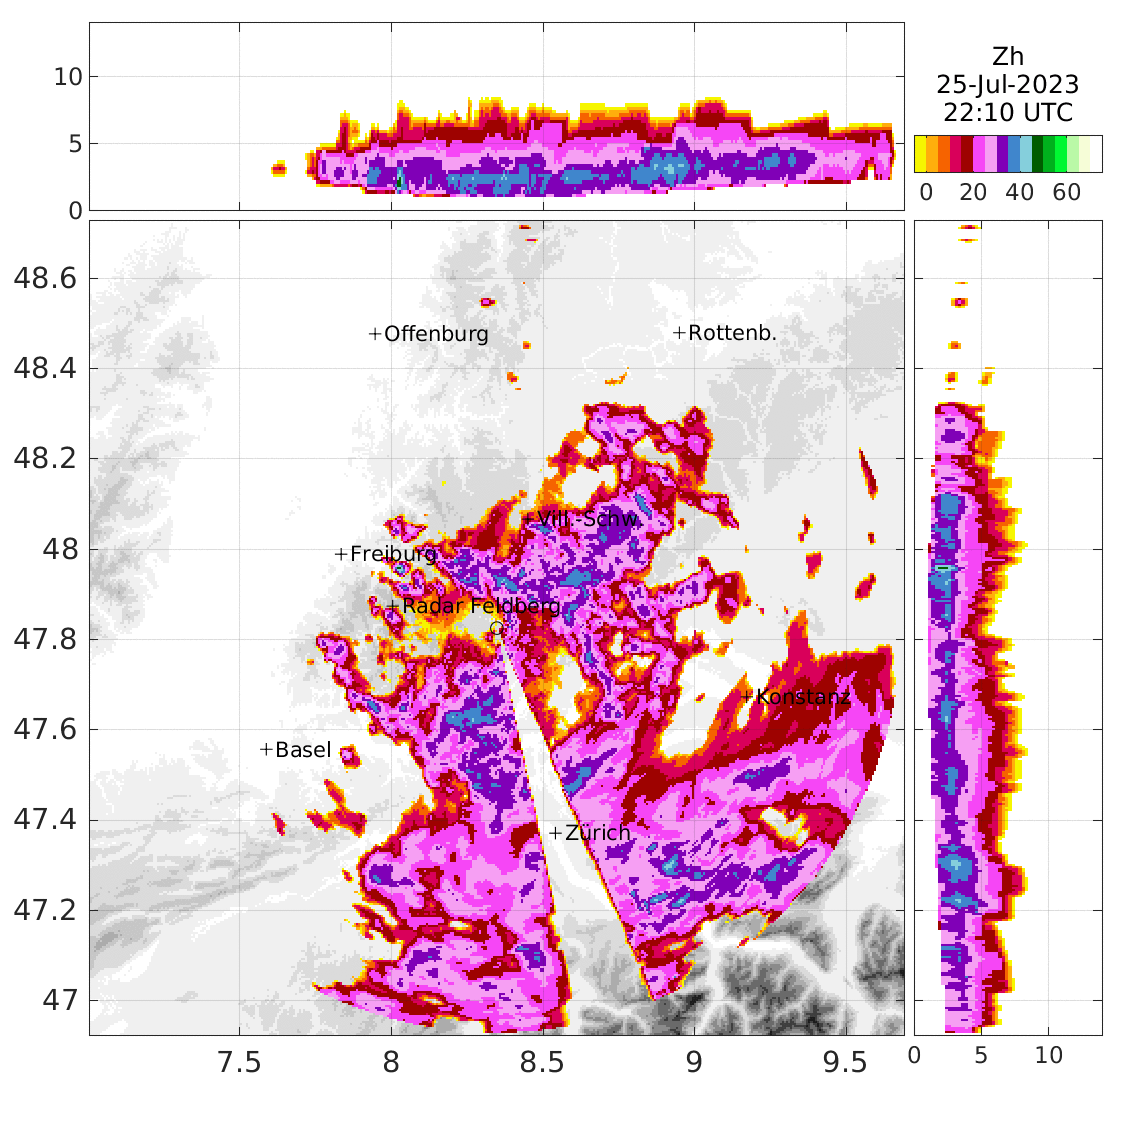 10
5
0
Zh
25-Jul-2023
22:10 UTC
0 20 40 60
48.6
48.4
48.2
48
47.8
47.6
47.4
47.2
47
+Offenburg
+Rottenb.
+Vill.-Schw.
+Freiburg
+Radar Feldberg
+Konstanz
+Basel
+Zürich
7.5 8 8.5 9 9.5
0 5 10